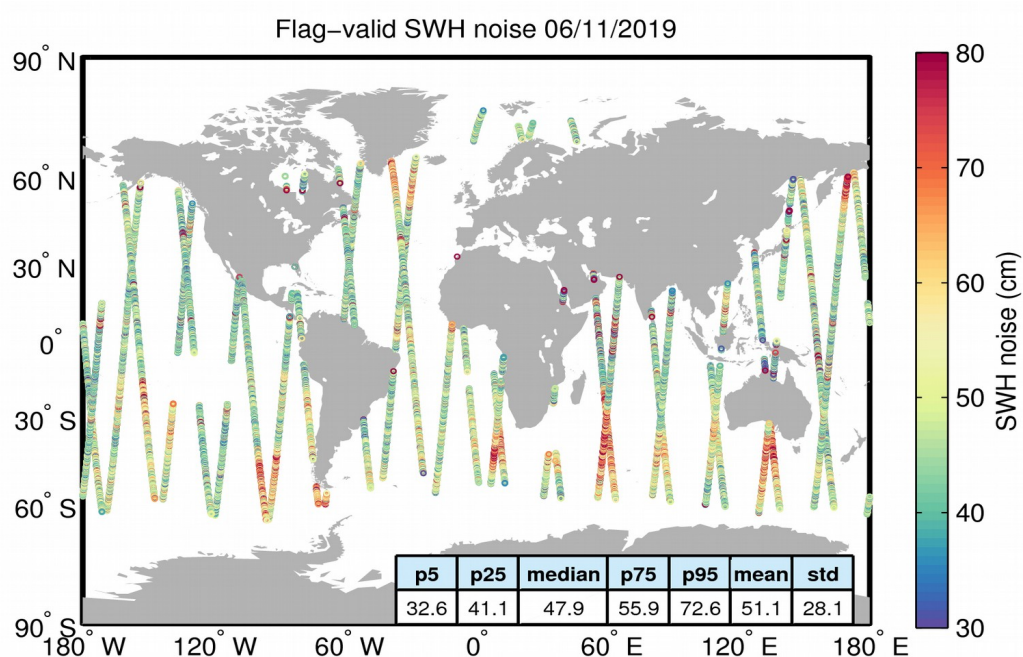 Flag−valid SWH noise 06/11/2019
90° N
60° N
30° N
0°
30° S
60° S
90° S
180° W
120° W
60° W
0°
60° E
120° E
180° E
80
70
60
50
40
30
SWH noise (cm)
p5 p25 median p75 p95 mean std
32.6 41.1 47.9 55.9 72.6 51.1 28.1